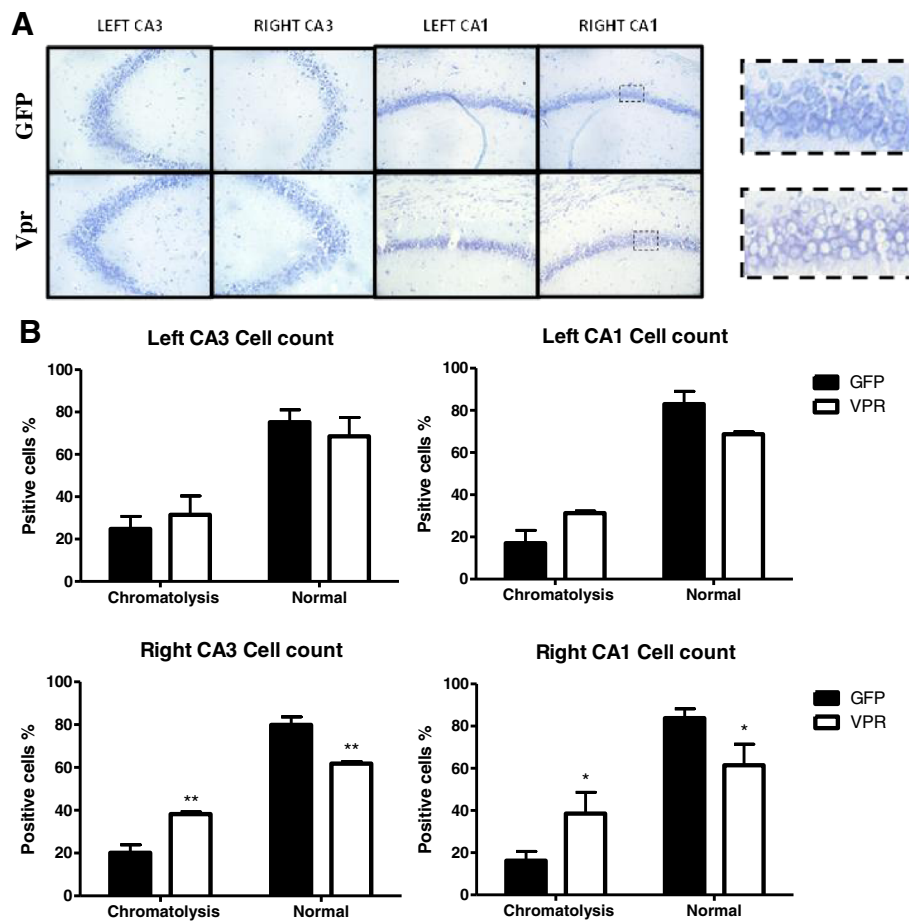 A
LEFT CA3 RIGHT CA3 LEFT CA1 RIGHT CA1
GFP
Vpr
B
Left CA3 Cell count
Psitive cells %
100
80
60
40
20
0
Chromatolysis Normal
Left CA1 Cell count
Psitive cells %
100
80
60
40
20
0
Chromatolysis Normal
GFP
VPR
Right CA3 Cell count
Positive cells %
100
80
60
40
20
0
** **
Chromatolysis Normal
Right CA1 Cell count
Positive cells %
100
80
60
40
20
0
* *
Chromatolysis Normal
GFP
VPR